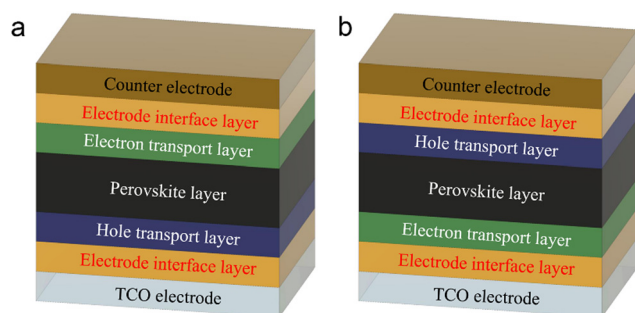 a
Counter electrode
Electrode interface layer
Electron transport layer
Perovskite layer
Hole transport layer
Electrode interface layer
TCO electrode
b
Counter electrode
Electrode interface layer
Hole transport layer
Perovskite layer
Electron transport layer
Electrode interface layer
TCO electrode